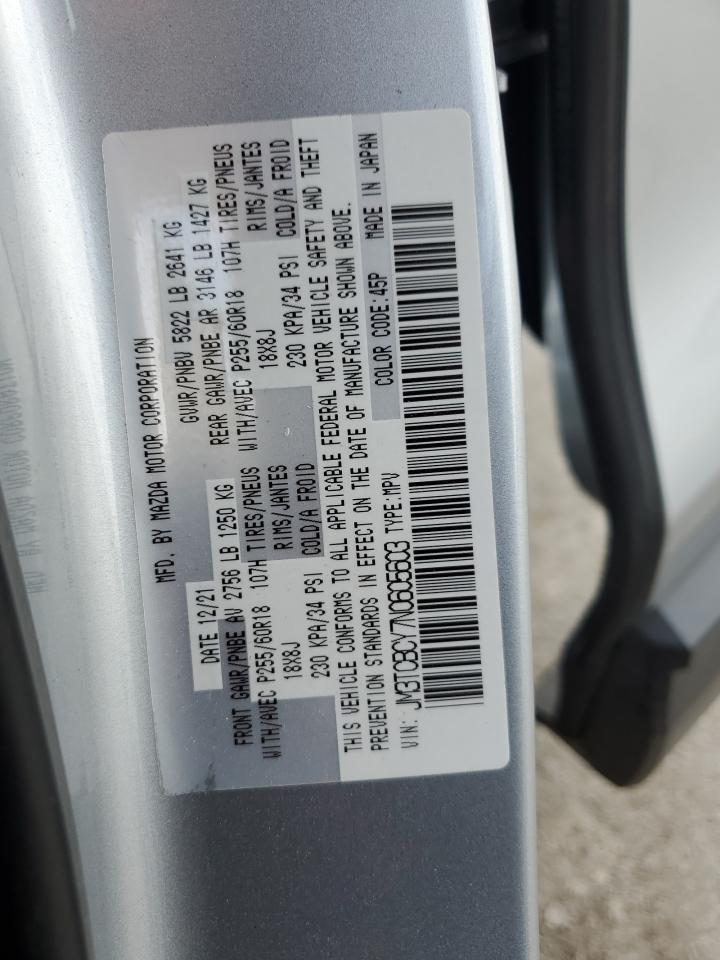 MFD. BY MAZDA MOTOR CORPORATION
DATE 12/21 GVWR/PNBV 5822 LB 2641 KG
FRONT GAWR/PNBE AV 2756 LB 1250 KG REAR GAWR/PNBE AR 3146 LB 1427 KG
WITH/AVEC P255/60R18 107H TIRES/PNEUS WITH/AVEC P255/60R18 107H TIRES/PNEUS
18X8J RIMS/JANTES 18X8J RIMS/JANTES
230 KPA/34 PSI COLD/A FROID 230 KPA/34 PSI COLD/A FROID
THIS VEHICLE CONFORMS TO ALL APPLICABLE FEDERAL MOTOR VEHICLE SAFETY AND THEFT
PREVENTION STANDARDS IN EFFECT ON THE DATE OF MANUFACTURE SHOWN ABOVE.
VIN: JM3TCBCY7N0605603 TYPE:MPV COLOR CODE:45P MADE IN JAPAN